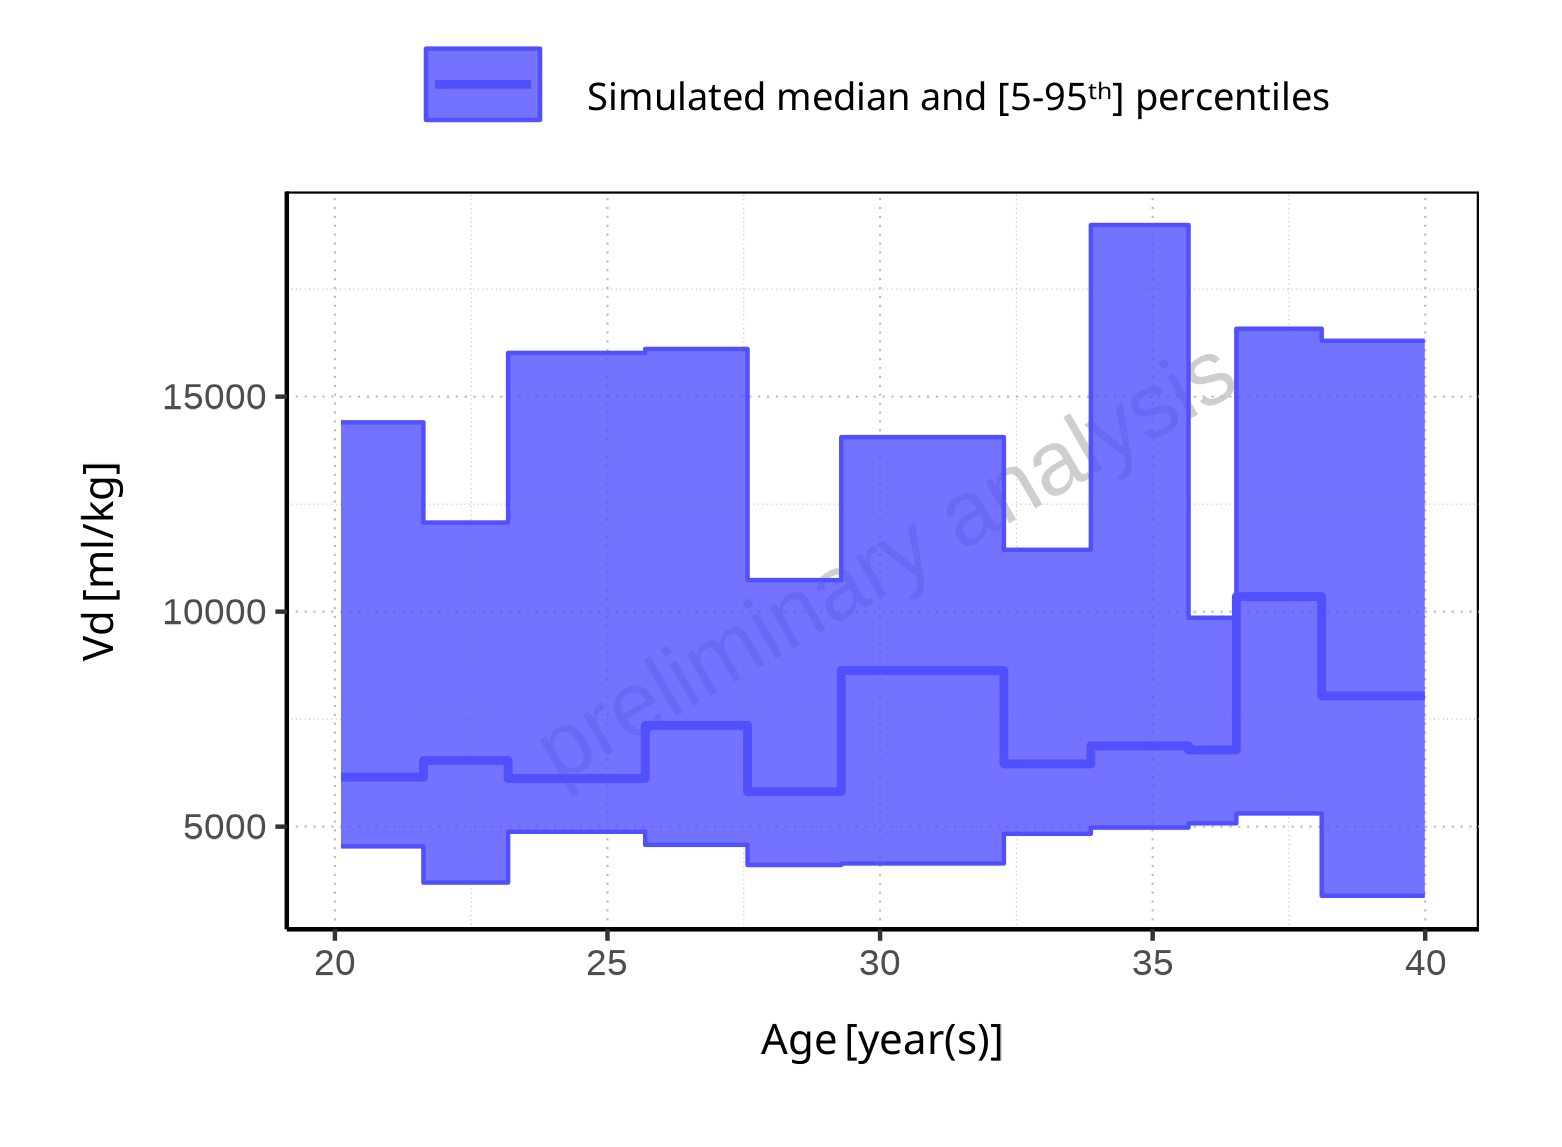 Simulated median and [5-95ᵗʰ] percentiles
15000
10000
5000
Vd [ml/kg]
preliminary analysis
20 25 30 35 40
Age [year(s)]